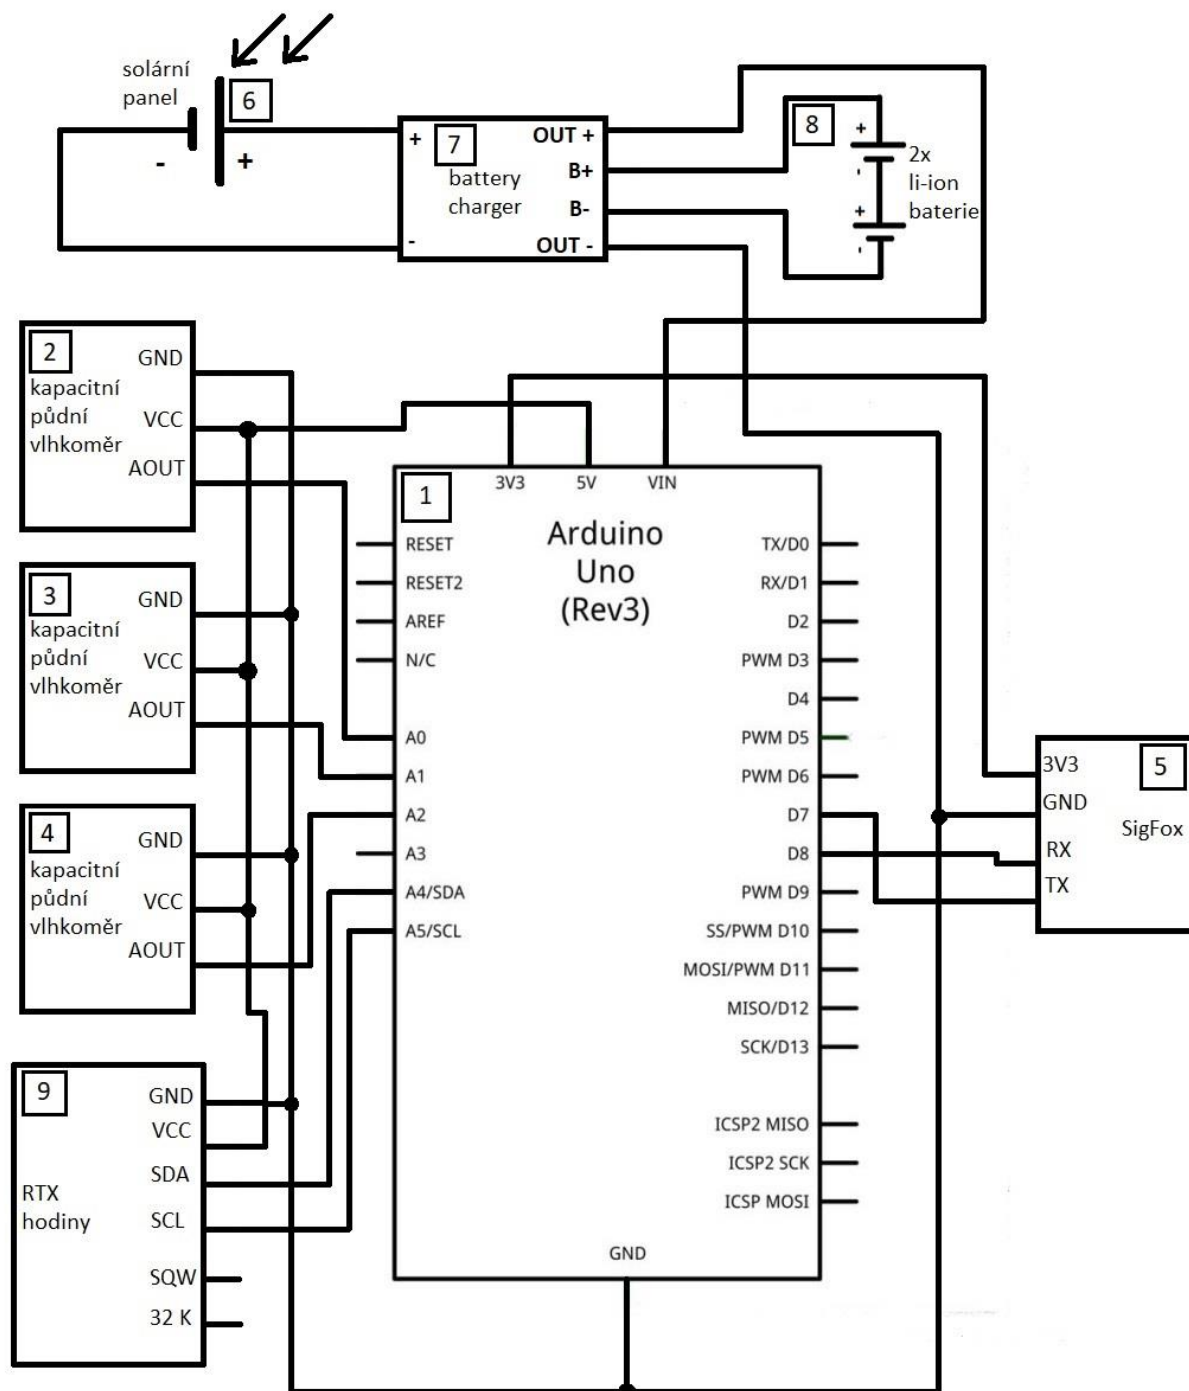 solární
panel
6
-
+
+
-
7
battery
charger
OUT +
B+
B-
OUT -
8
+
-
+
-
2x
li-ion
baterie
2
kapacitní
půdní
vlhkoměr
GND
VCC
AOUT
3
kapacitní
půdní
vlhkoměr
GND
VCC
AOUT
4
kapacitní
půdní
vlhkoměr
GND
VCC
AOUT
9
RTX
hodiny
GND
VCC
SDA
SCL
SQW
32 K
1
3V3
5V
VIN
Arduino
Uno
(Rev3)
RESET
RESET2
AREF
N/C
A0
A1
A2
A3
A4/SDA
A5/SCL
TX/D0
RX/D1
D2
PWM D3
D4
PWM D5
PWM D6
D7
D8
PWM D9
SS/PWM D10
MOSI/PWM D11
MISO/D12
SCK/D13
ICSP2 MISO
ICSP2 SCK
ICSP MOSI
GND
5
3V3
GND
SigFox
RX
TX